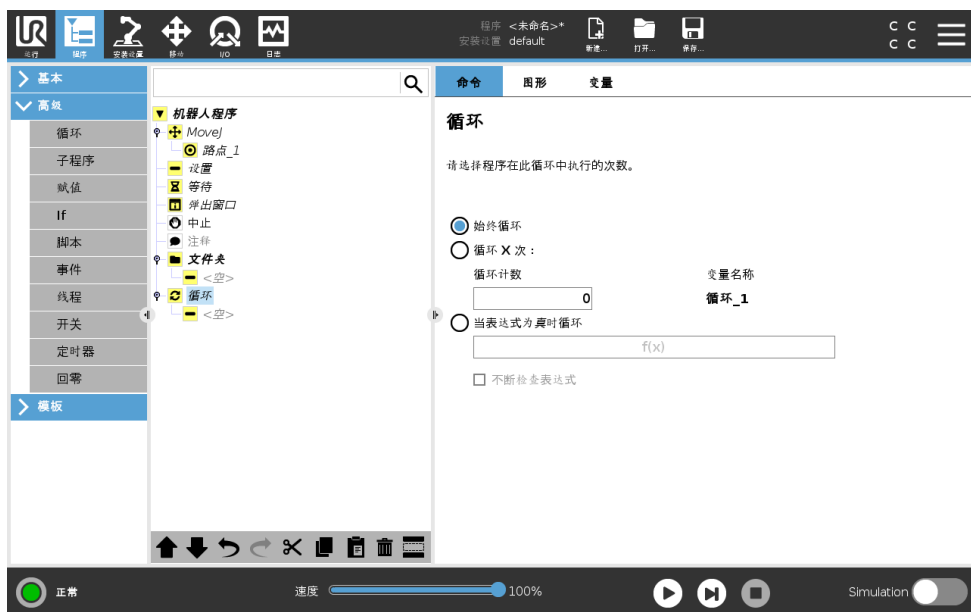 程序 <未命名>*
安装设置 default
C C
C C
运行 程序 安装设置 移动 I/O 日志 新建... 打开... 保存...
基本
高级
循环
子程序
赋值
If
脚本
事件
线程
开关
定时器
回零
模板
机器人程序
MoveJ
路点_1
设置
等待
弹出窗口
中止
注释
文件夹
<空>
循环
<空>
命令 图形 变量
循环
请选择程序在此循环中执行的次数。
始终循环
循环 X 次：
循环计数 变量名称
0 循环_1
当表达式为真时循环
f(x)
不断检查表达式
正常 速度 100% Simulation